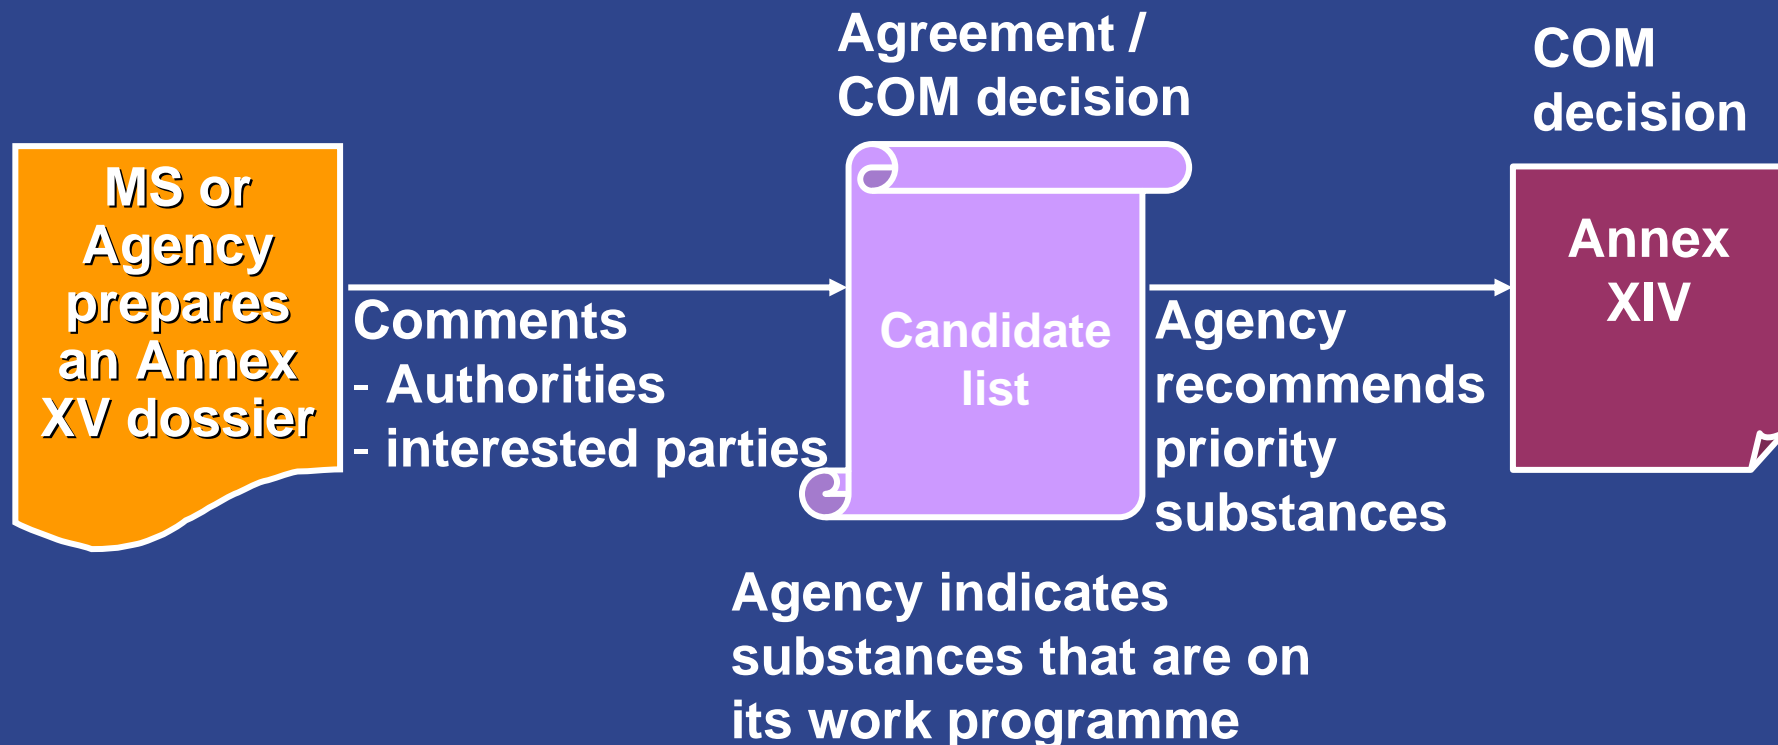 MS or
Agency
prepares
an Annex
XV dossier
Comments
- Authorities
- interested parties
Agreement /
COM decision
Candidate
list
Agency indicates
substances that are on
its work programme
Agency
recommends
priority
substances
COM
decision
Annex
XIV